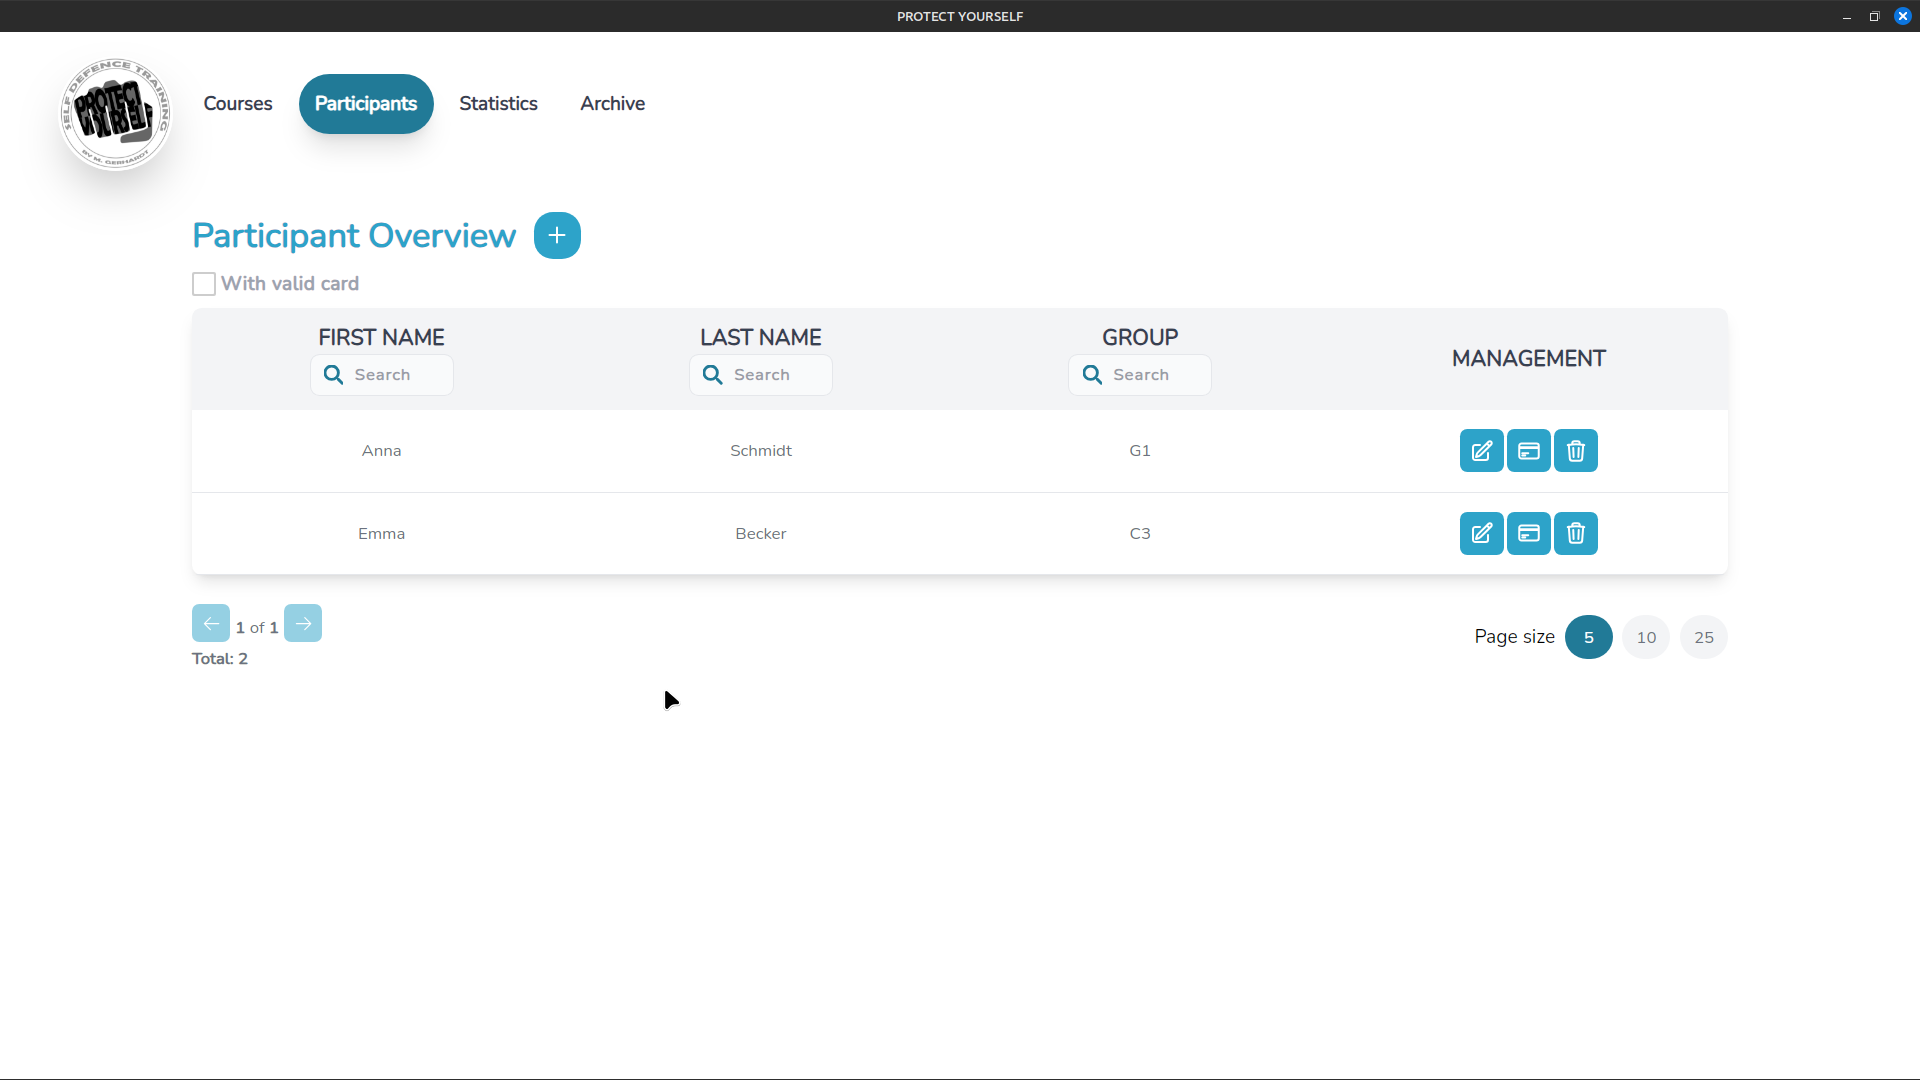 PROTECT YOURSELF
SELF DEFENCE TRAINING
PROTECT
YOURSELF
BY M. GEBHARDT
Courses Participants Statistics Archive
Participant Overview
With valid card
FIRST NAME LAST NAME GROUP MANAGEMENT
Search Search Search
Anna Schmidt G1
Emma Becker C3
1 of 1
Total: 2
Page size 5 10 25